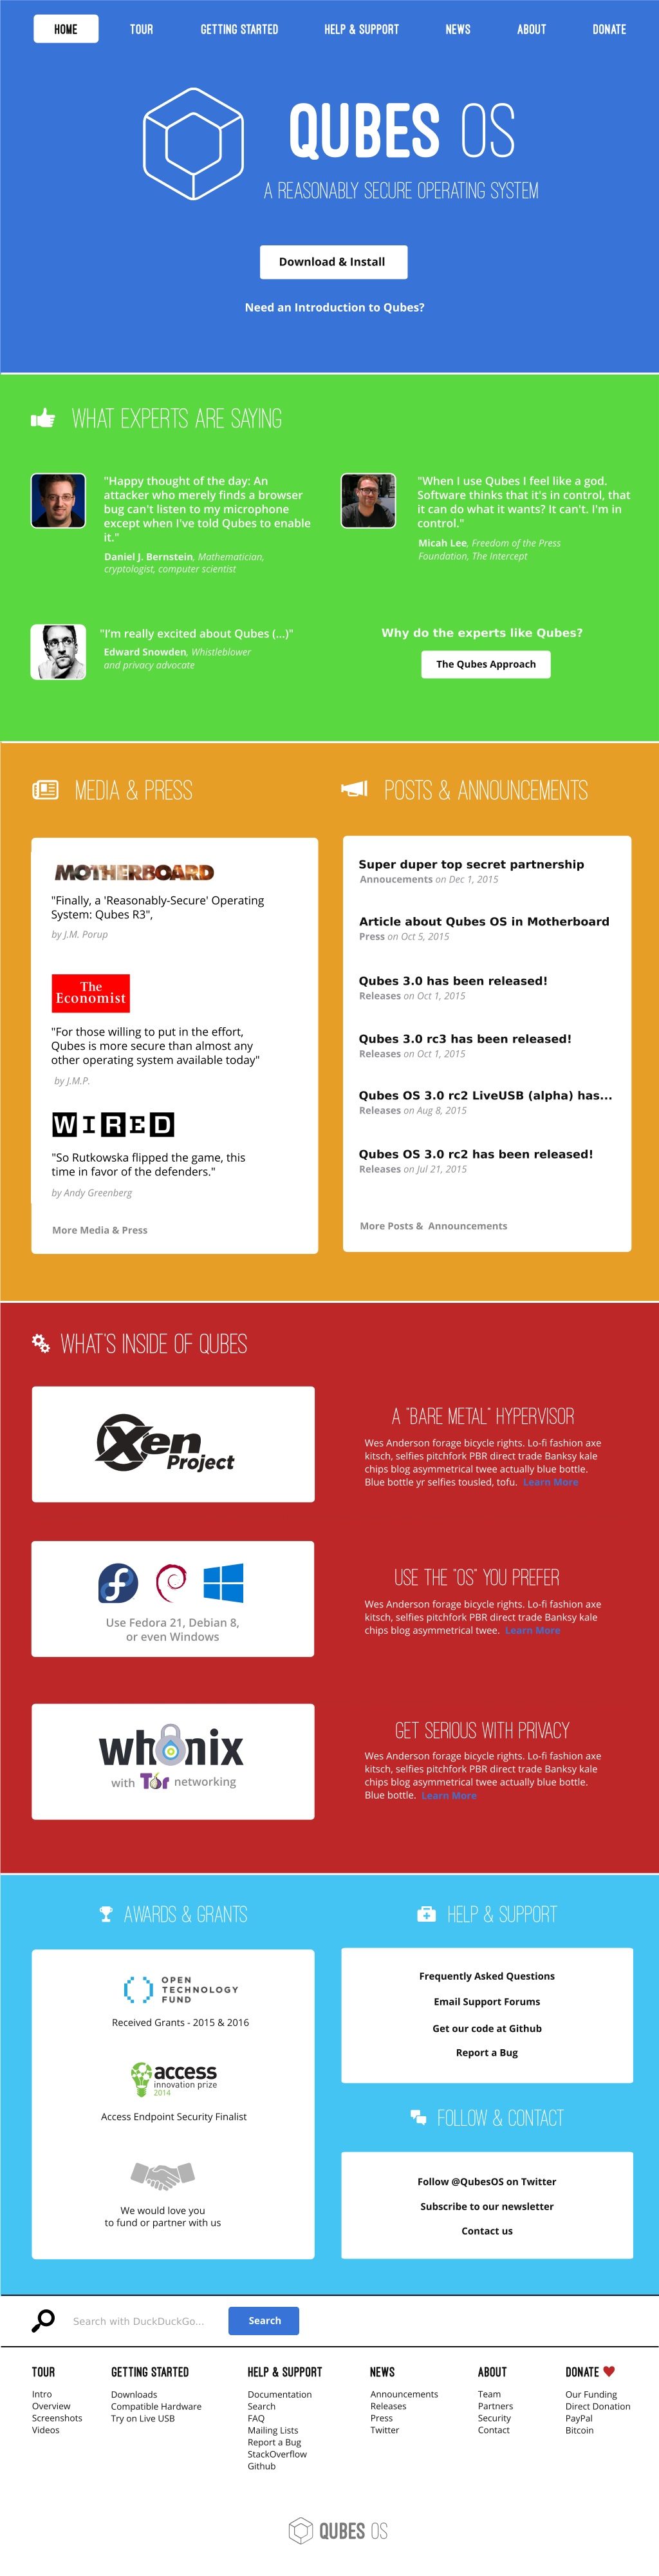 HOME
TOUR
GETTING STARTED
HELP & SUPPORT
NEWS
ABOUT
DONATE
QUBES OS
A REASONABLY SECURE OPERATING SYSTEM
Download & Install
Need an Introduction to Qubes?
WHAT EXPERTS ARE SAYING
"Happy thought of the day: An
attacker who merely finds a browser
bug can't listen to my microphone
except when I've told Qubes to enable
it."
Daniel J. Bernstein, Mathematician,
cryptologist, computer scientist
"When I use Qubes I feel like a god.
Software thinks that it's in control, that
it can do what it wants? It can't. I'm in
control."
Micah Lee, Freedom of the Press
Foundation, The Intercept
"I'm really excited about Qubes (...)"
Edward Snowden, Whistleblower
and privacy advocate
Why do the experts like Qubes?
The Qubes Approach
MEDIA & PRESS
MOTHERBOARD
"Finally, a 'Reasonably-Secure' Operating
System: Qubes R3",
by J.M. Porup
The
Economist
"For those willing to put in the effort,
Qubes is more secure than almost any
other operating system available today"
by J.M.P.
WIRED
"So Rutkowska flipped the game, this
time in favor of the defenders."
by Andy Greenberg
More Media & Press
POSTS & ANNOUNCEMENTS
Super duper top secret partnership
Annoucements on Dec 1, 2015
Article about Qubes OS in Motherboard
Press on Oct 5, 2015
Qubes 3.0 has been released!
Releases on Oct 1, 2015
Qubes 3.0 rc3 has been released!
Releases on Oct 1, 2015
Qubes OS 3.0 rc2 LiveUSB (alpha) has...
Releases on Aug 8, 2015
Qubes OS 3.0 rc2 has been released!
Releases on Jul 21, 2015
More Posts & Announcements
WHAT'S INSIDE OF QUBES
Xen
Project
A "BARE METAL" HYPERVISOR
Wes Anderson forage bicycle rights. Lo-fi fashion axe
kitsch, selfies pitchfork PBR direct trade Banksy kale
chips blog asymmetrical twee actually blue bottle.
Blue bottle yr selfies tousled, tofu. Learn More
Use Fedora 21, Debian 8,
or even Windows
USE THE "OS" YOU PREFER
Wes Anderson forage bicycle rights. Lo-fi fashion axe
kitsch, selfies pitchfork PBR direct trade Banksy kale
chips blog asymmetrical twee. Learn More
whonix
with Tor networking
GET SERIOUS WITH PRIVACY
Wes Anderson forage bicycle rights. Lo-fi fashion axe
kitsch, selfies pitchfork PBR direct trade Banksy kale
chips blog asymmetrical twee actually blue bottle.
Blue bottle. Learn More
AWARDS & GRANTS
OPEN
TECHNOLOGY
FUND
Received Grants - 2015 & 2016
access
innovation prize
2014
Access Endpoint Security Finalist
We would love you
to fund or partner with us
HELP & SUPPORT
Frequently Asked Questions
Email Support Forums
Get our code at Github
Report a Bug
FOLLOW & CONTACT
Follow @QubesOS on Twitter
Subscribe to our newsletter
Contact us
Search with DuckDuckGo...
Search
TOUR
Intro
Overview
Screenshots
Videos
GETTING STARTED
Downloads
Compatible Hardware
Try on Live USB
HELP & SUPPORT
Documentation
Search
FAQ
Mailing Lists
Report a Bug
StackOverflow
Github
NEWS
Announcements
Releases
Press
Twitter
ABOUT
Team
Partners
Security
Contact
DONATE
Our Funding
Direct Donation
PayPal
Bitcoin
QUBES OS